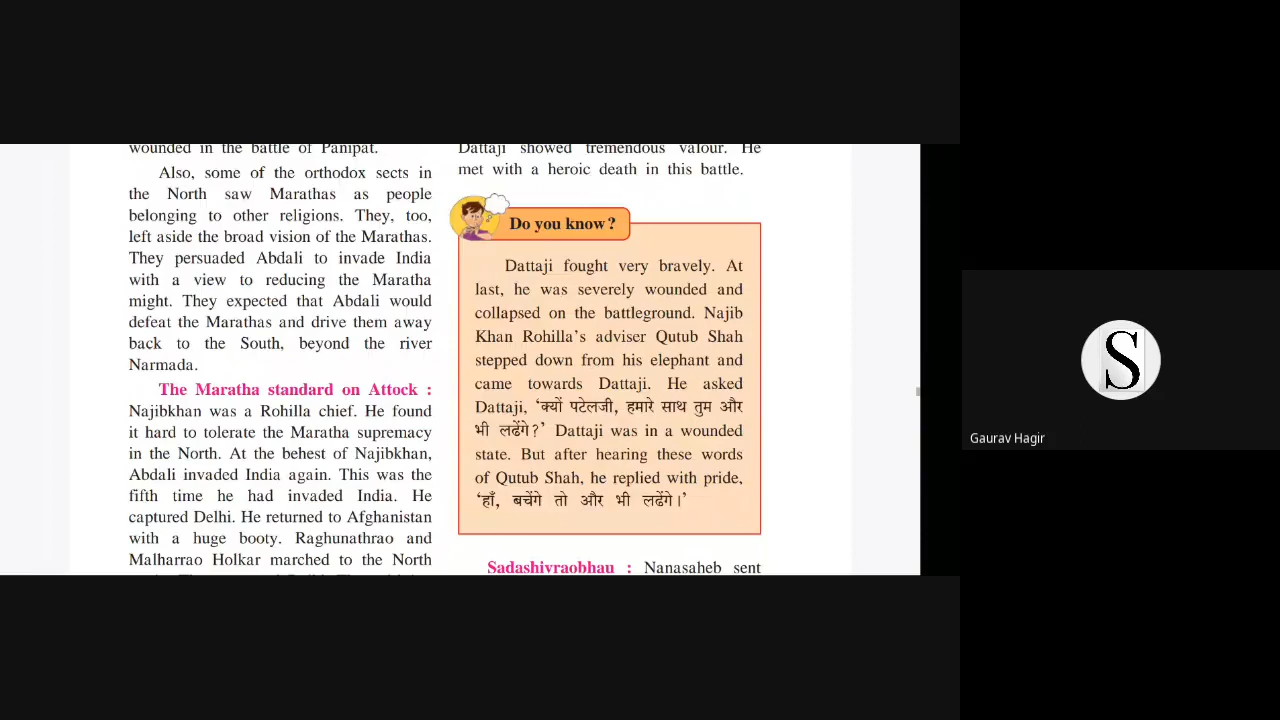 wounded in the battle of Panipat.
Also, some of the orthodox sects in
the North saw Marathas as people
belonging to other religions. They, too,
left aside the broad vision of the Marathas.
They persuaded Abdali to invade India
with a view to reducing the Maratha
might. They expected that Abdali would
defeat the Marathas and drive them away
back to the South, beyond the river
Narmada.
The Maratha standard on Attock :
Najibkhan was a Rohilla chief. He found
it hard to tolerate the Maratha supremacy
in the North. At the behest of Najibkhan,
Abdali invaded India again. This was the
fifth time he had invaded India. He
captured Delhi. He returned to Afghanistan
with a huge booty. Raghunathrao and
Malharrao Holkar marched to the North
Dattaji showed tremendous valour. He
met with a heroic death in this battle.
Do you know?
Dattaji fought very bravely. At
last, he was severely wounded and
collapsed on the battleground. Najib
Khan Rohilla's adviser Qutub Shah
stepped down from his elephant and
came towards Dattaji. He asked
Dattaji, 'क्यों पटेलजी, हमारे साथ तुम और
भी लढेंगे?' Dattaji was in a wounded
state. But after hearing these words
of Qutub Shah, he replied with pride,
'हाँ, बचेंगे तो और भी लढेंगे।'
Sadashivraobhau : Nanasaheb sent
S
Gaurav Hagir